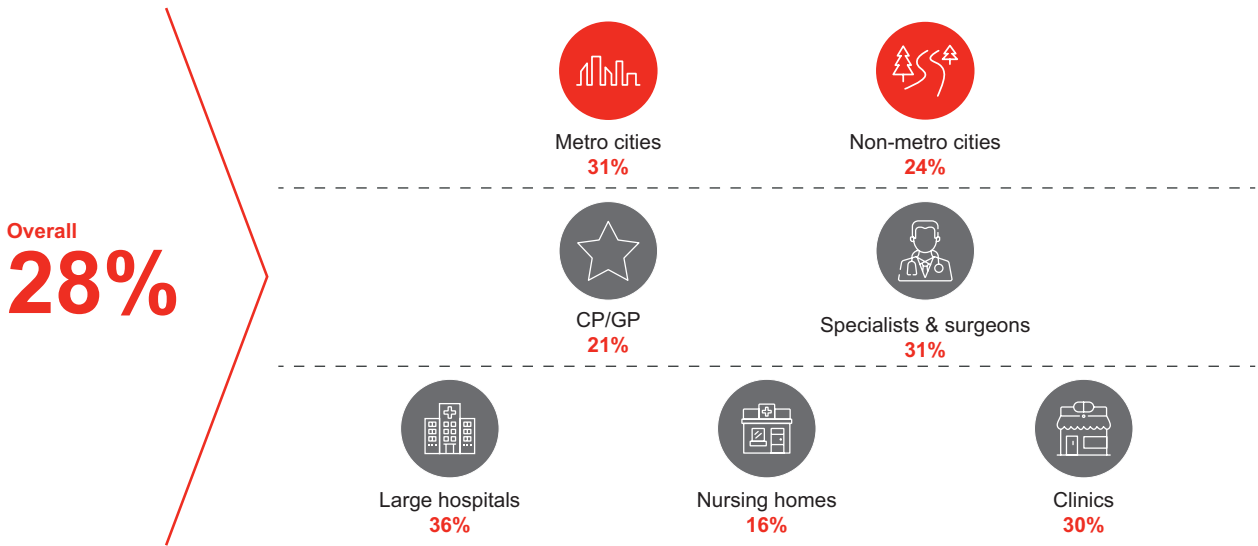 Metro cities
31%
Non-metro cities
24%
Overall
28%
CP/GP
21%
Specialists & surgeons
31%
Large hospitals
36%
Nursing homes
16%
Clinics
30%